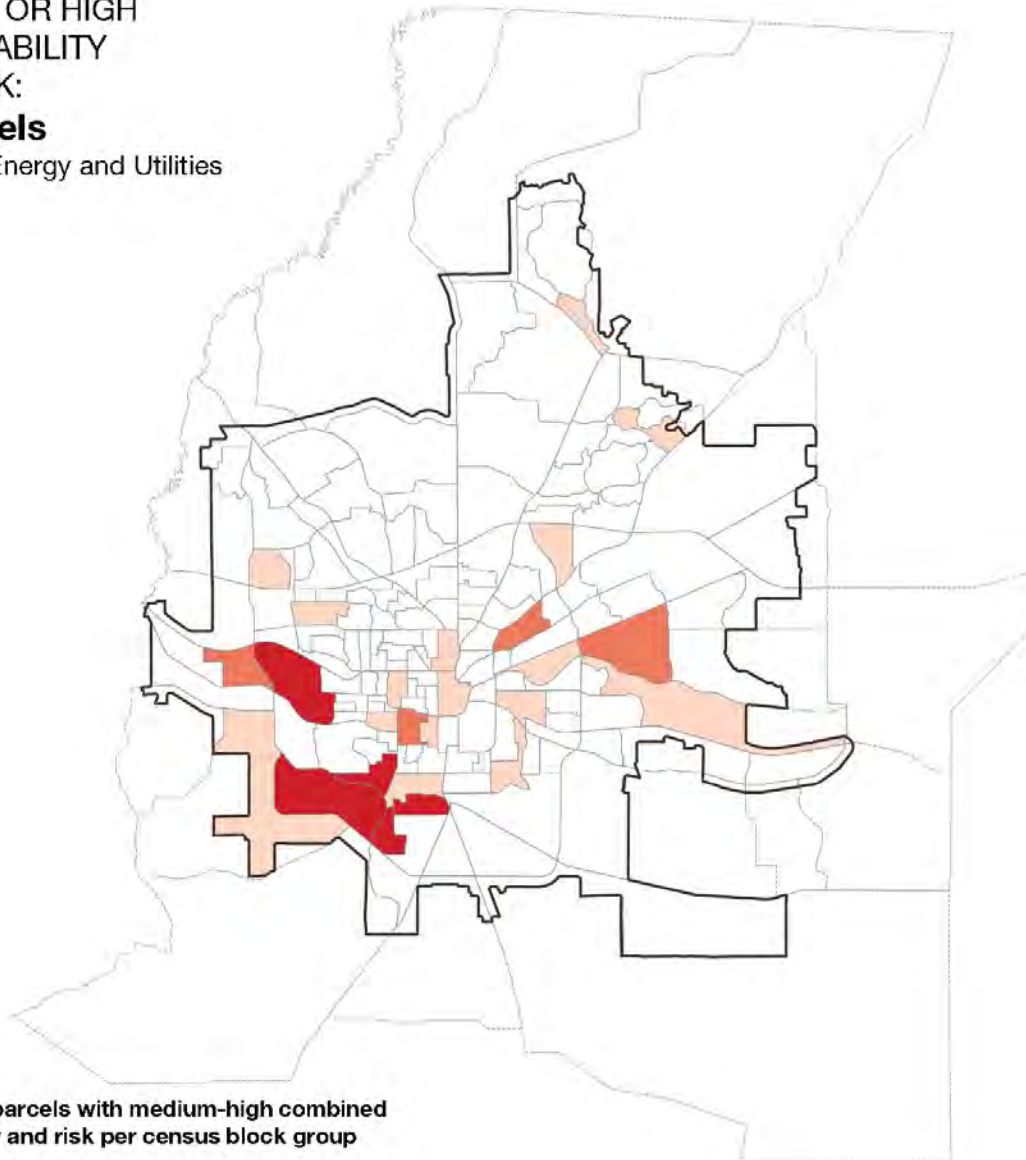 OR HIGH
ABILITY
K:
els
Energy and Utilities
parcels with medium-high combined
y and risk per census block group